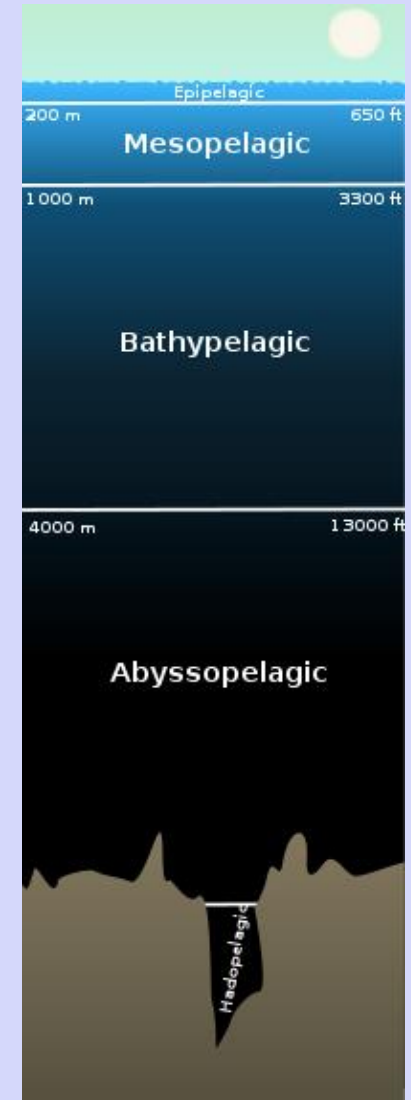 Epipelagic
200 m 650 ft
Mesopelagic
1000 m 3300 ft
Bathypelagic
4000 m 13000 ft
Abyssopelagic
Hadopelagic